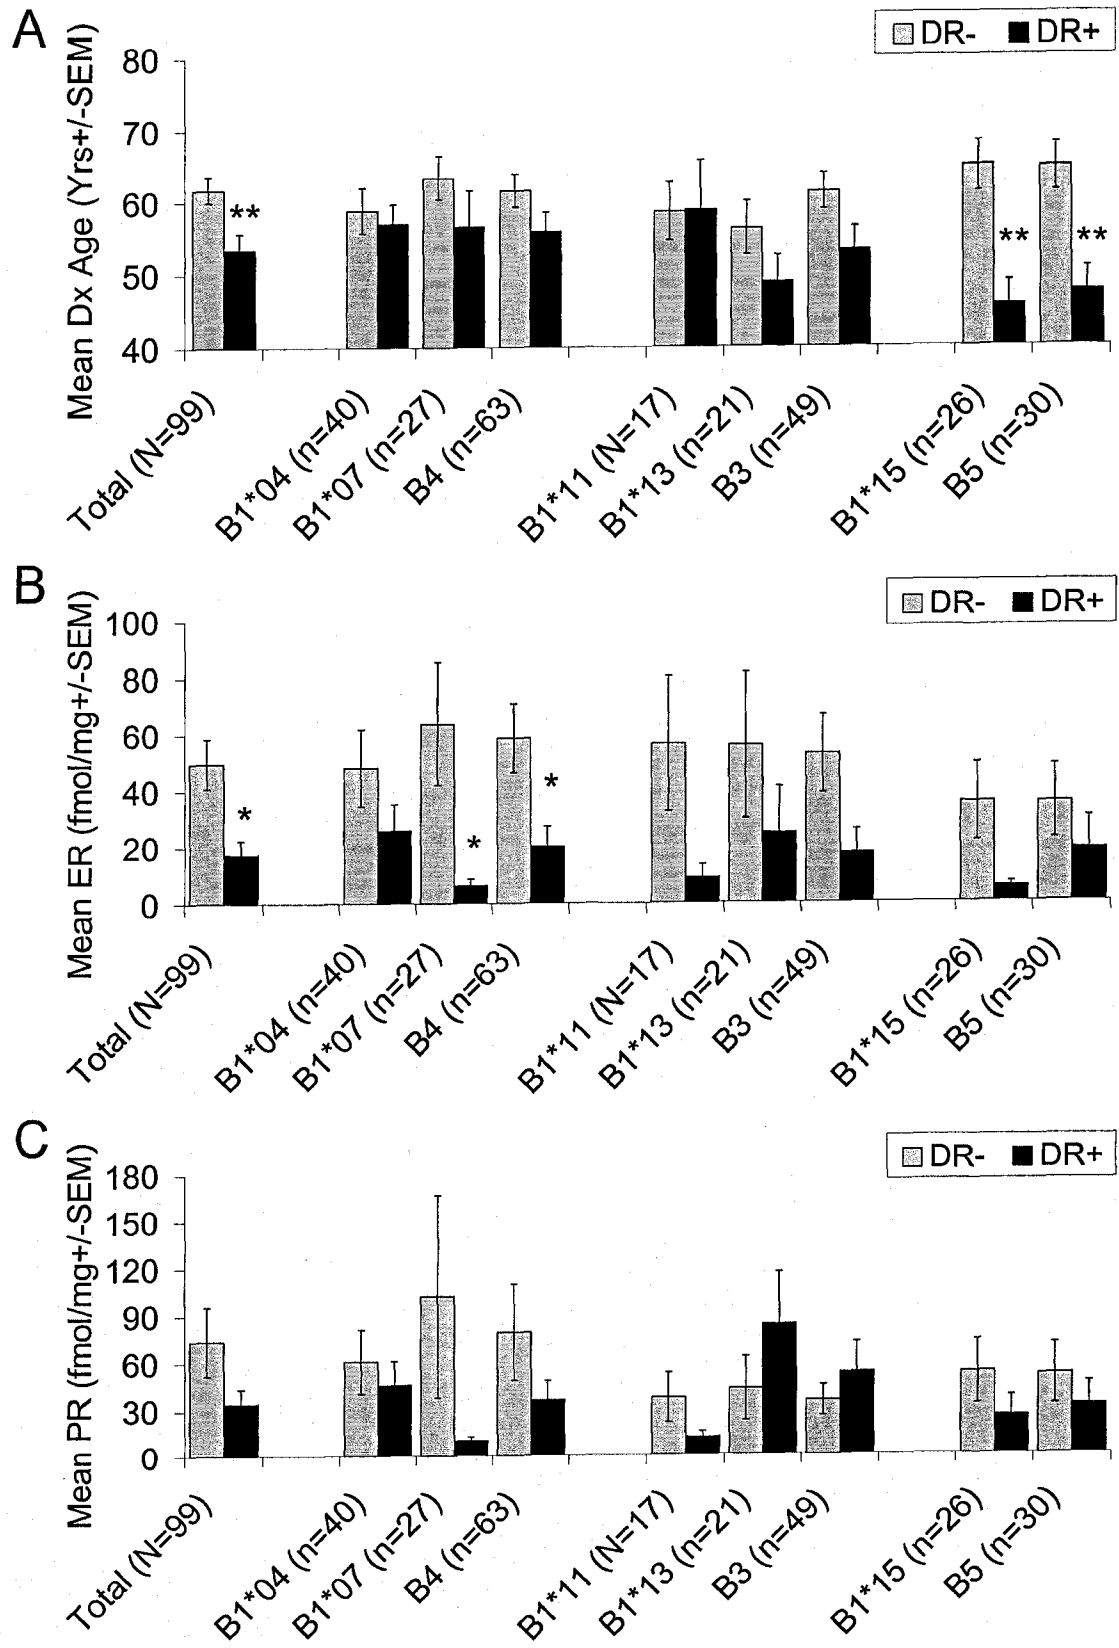 A
DR- DR+
Mean Dx Age (Yrs+/-SEM)
80
70
60
50
40
**
**
**
Total (N=99)
B1*04 (n=40)
B1*07 (n=27)
B4 (n=63)
B1*11 (N=17)
B1*13 (n=21)
B3 (n=49)
B1*15 (n=26)
B5 (n=30)
B
DR- DR+
Mean ER (fmol/mg+/-SEM)
100
80
60
40
20
0
*
*
*
Total (N=99)
B1*04 (n=40)
B1*07 (n=27)
B4 (n=63)
B1*11 (N=17)
B1*13 (n=21)
B3 (n=49)
B1*15 (n=26)
B5 (n=30)
C
DR- DR+
Mean PR (fmol/mg+/-SEM)
180
150
120
90
60
30
0
Total (N=99)
B1*04 (n=40)
B1*07 (n=27)
B4 (n=63)
B1*11 (N=17)
B1*13 (n=21)
B3 (n=49)
B1*15 (n=26)
B5 (n=30)